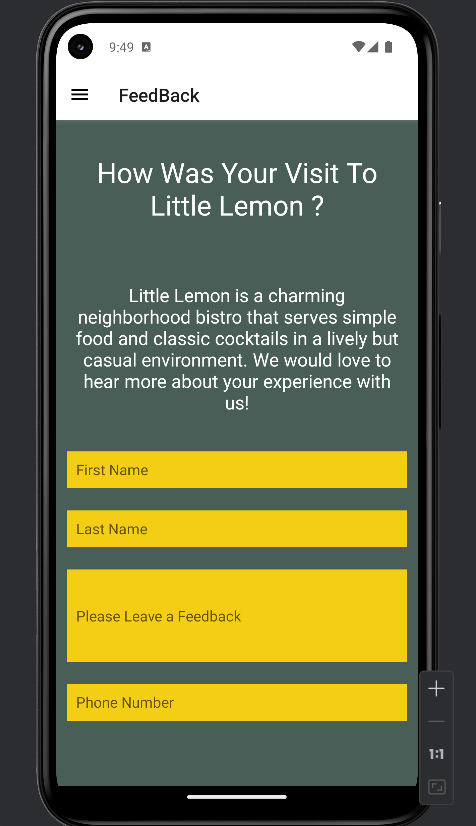 9:49 A
FeedBack
How Was Your Visit To
Little Lemon ?
Little Lemon is a charming
neighborhood bistro that serves simple
food and classic cocktails in a lively but
casual environment. We would love to
hear more about your experience with
us!
First Name
Last Name
Please Leave a Feedback
Phone Number
1:1